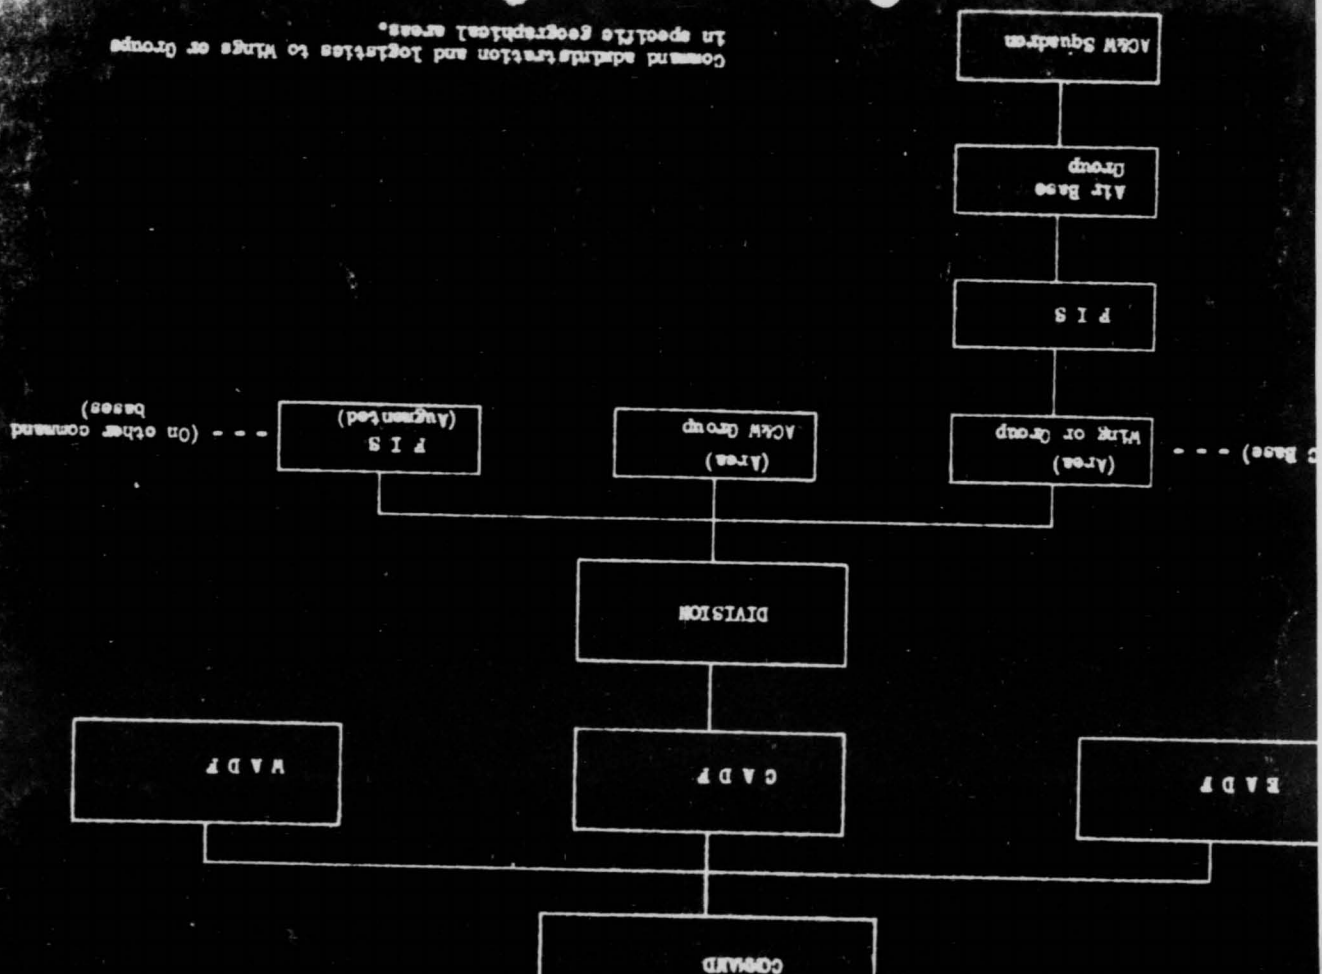 COMMAND
E A D F
C A D F
W A D F
DIVISION
C Base) - - -
(Area)
Wing or Group
(Area)
AC&W Group
F I S
(Augmented)
- - - (On other command
bases)
F I S
Air Base
Group
AC&W Squadron
Command administration and logistics to Wings or Groups
in specific geographical areas.